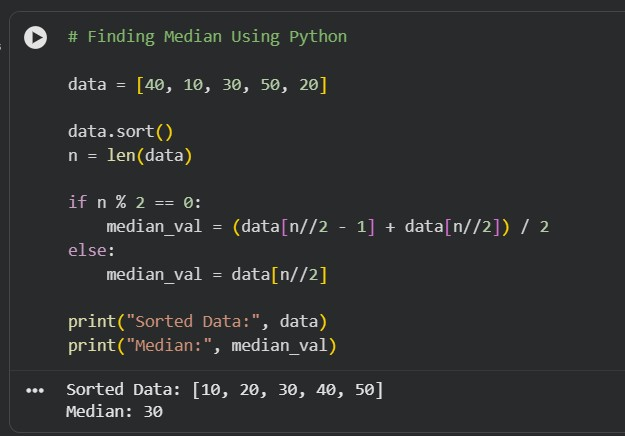 # Finding Median Using Python
data = [40, 10, 30, 50, 20]
data.sort()
n = len(data)
if n % 2 == 0:
    median_val = (data[n//2 - 1] + data[n//2]) / 2
else:
    median_val = data[n//2]
print("Sorted Data:", data)
print("Median:", median_val)
Sorted Data: [10, 20, 30, 40, 50]
Median: 30